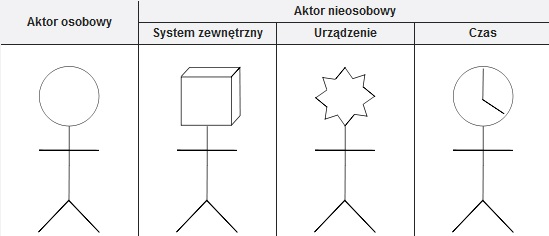 Aktor osobowy
Aktor nieosobowy
System zewnętrzny
Urządzenie
Czas